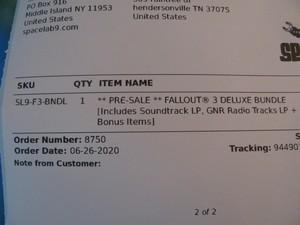 PO Box 916
Middle Island NY 11953
United States
spacelab9.com
hendersonville TN 37075
United States
SKU QTY ITEM NAME
SL9-F3-BNDL 1 ** PRE-SALE ** FALLOUT® 3 DELUXE BUNDLE
[Includes Soundtrack LP, GNR Radio Tracks LP +
Bonus Items]
Order Number: 8750
Order Date: 06-26-2020
Tracking: 94490
Note from Customer:
2 of 2